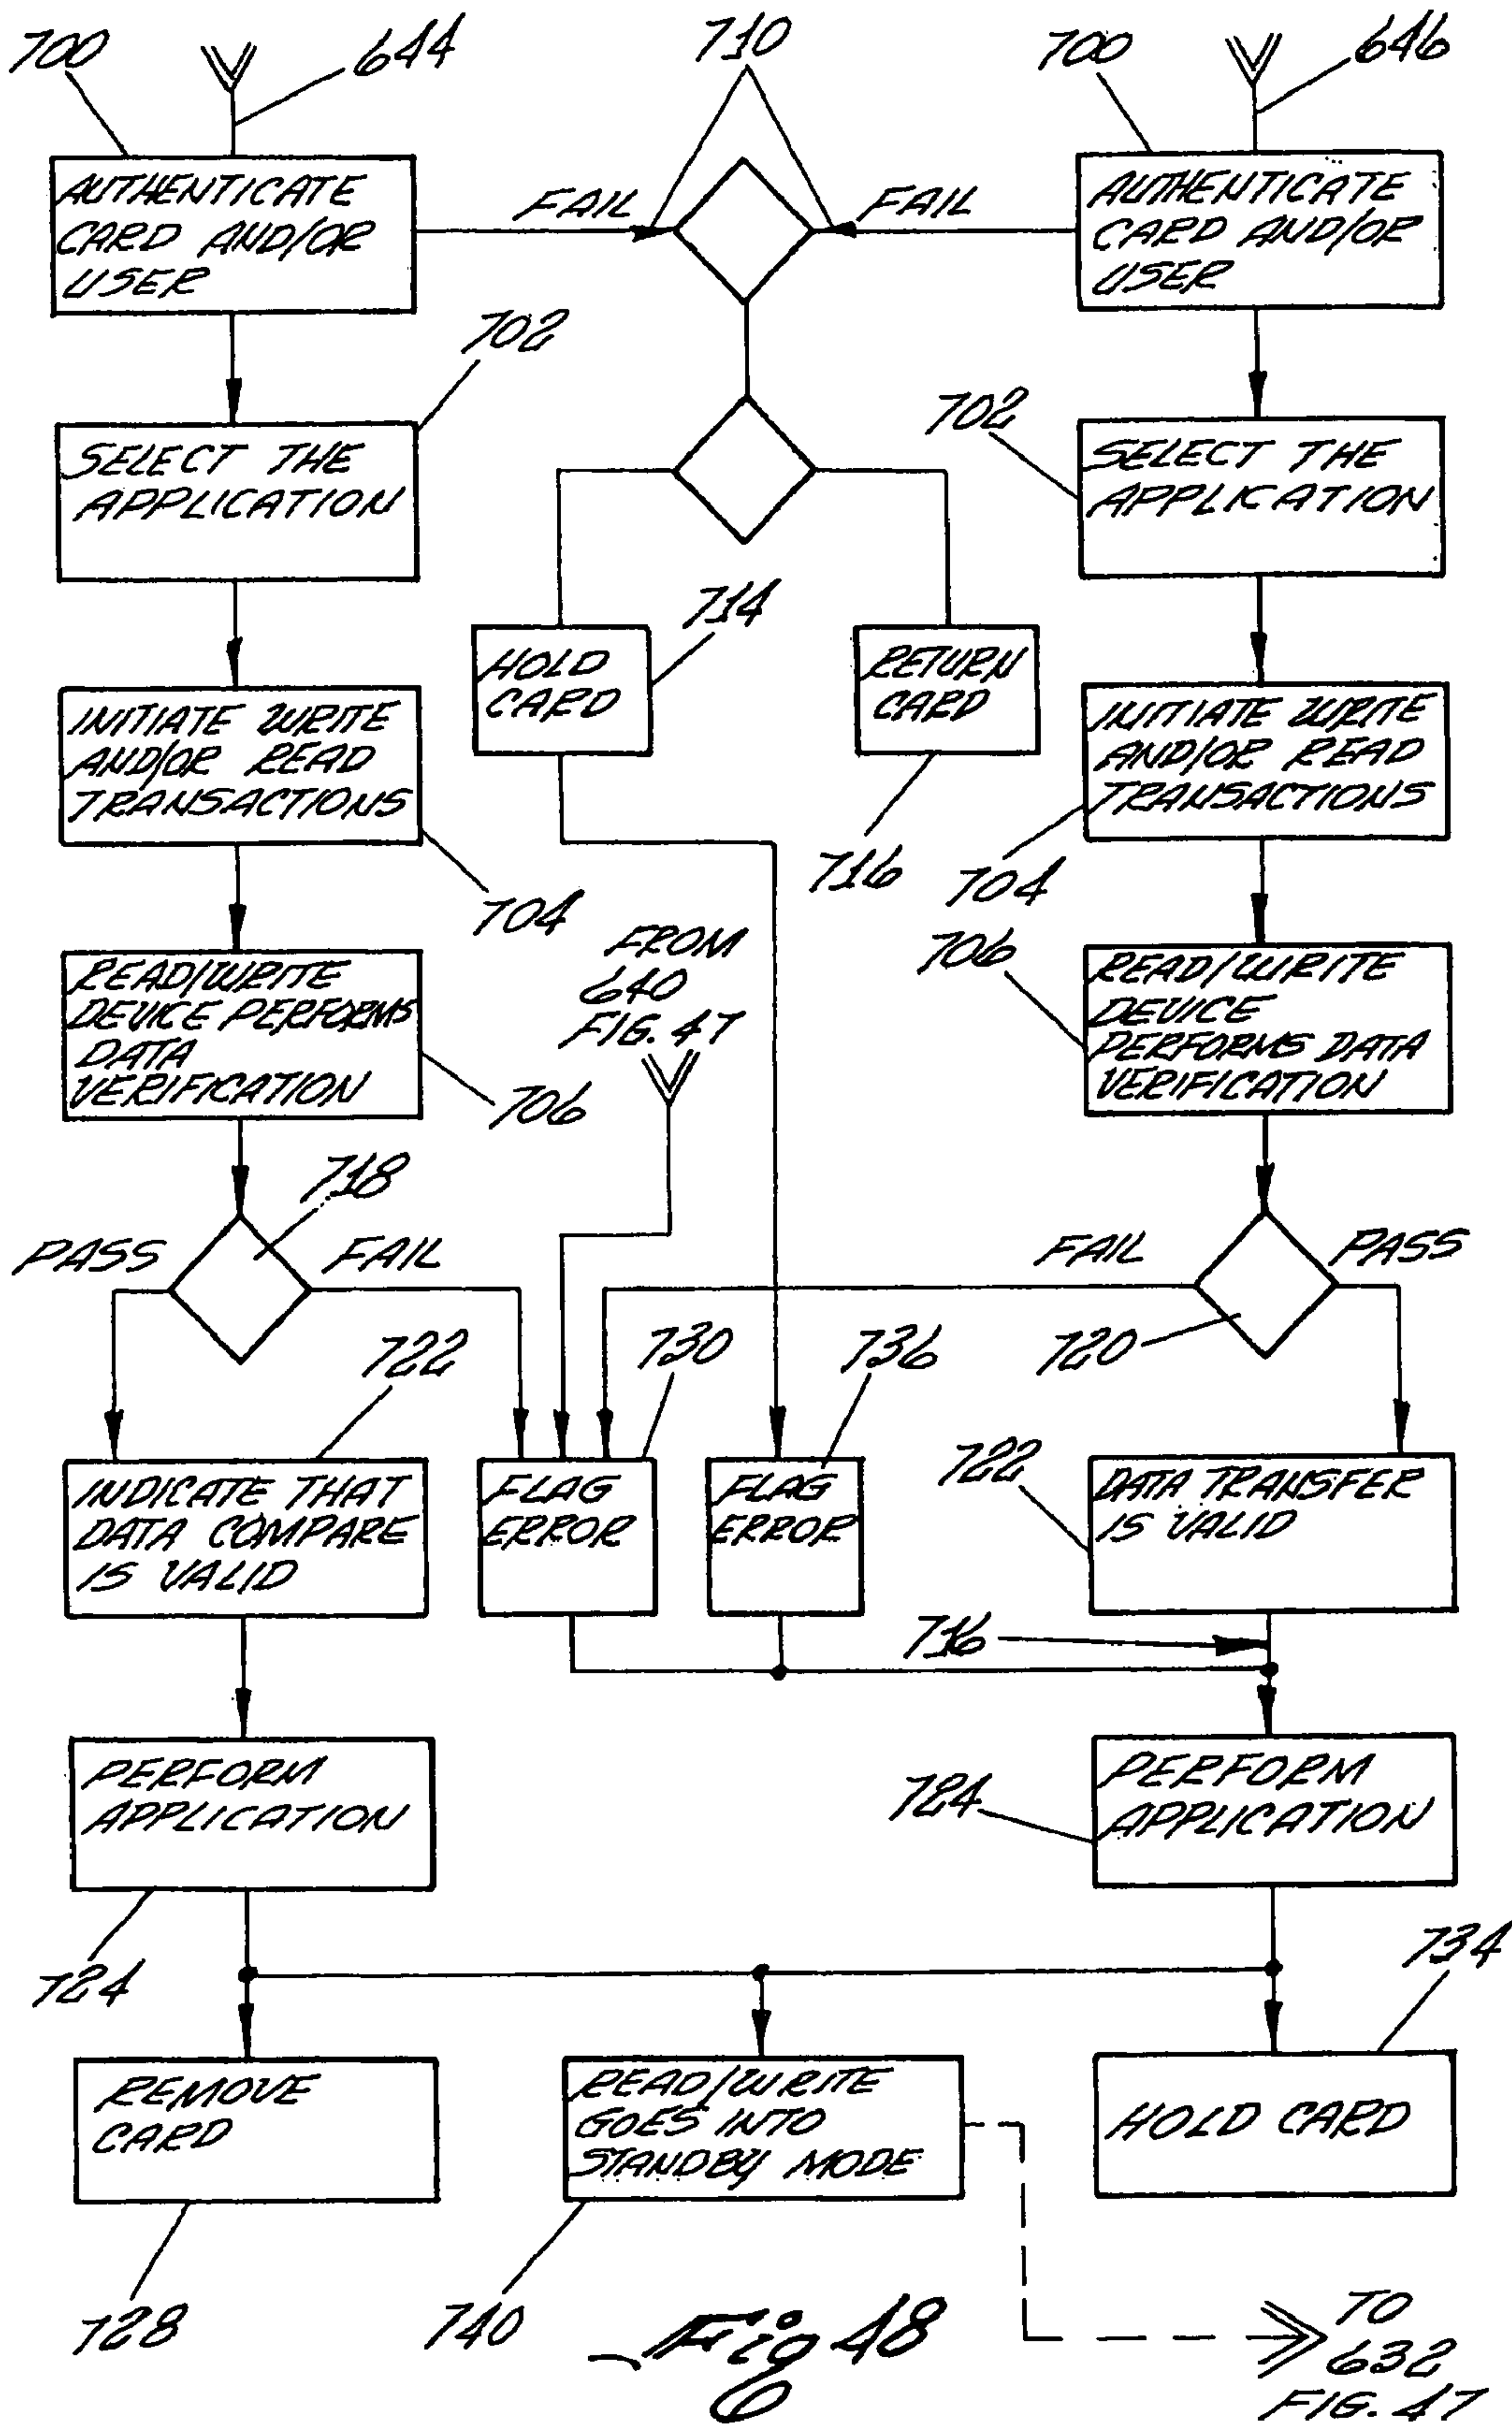 700
644
710
700
646
AUTHENTICATE
CARD AND/OR
USER
FAIL
FAIL
AUTHENTICATE
CARD AND/OR
USER
702
702
SELECT THE
APPLICATION
SELECT THE
APPLICATION
714
HOLD
CARD
RETURN
CARD
INITIATE WRITE
AND/OR READ
TRANSACTIONS
INITIATE WRITE
AND/OR READ
TRANSACTIONS
716
704
704
FROM
640
FIG. 47
706
READ/WRITE
DEVICE PERFORMS
DATA
VERIFICATION
READ/WRITE
DEVICE
PERFORMS DATA
VERIFICATION
706
718
PASS
FAIL
FAIL
PASS
722
730
736
720
INDICATE THAT
DATA COMPARE
IS VALID
FLAG
ERROR
FLAG
ERROR
722
DATA TRANSFER
IS VALID
716
PERFORM
APPLICATION
724
PERFORM
APPLICATION
724
734
REMOVE
CARD
READ/WRITE
GOES INTO
STANDBY MODE
HOLD CARD
728
740
Fig 48
TO
632
FIG. 47